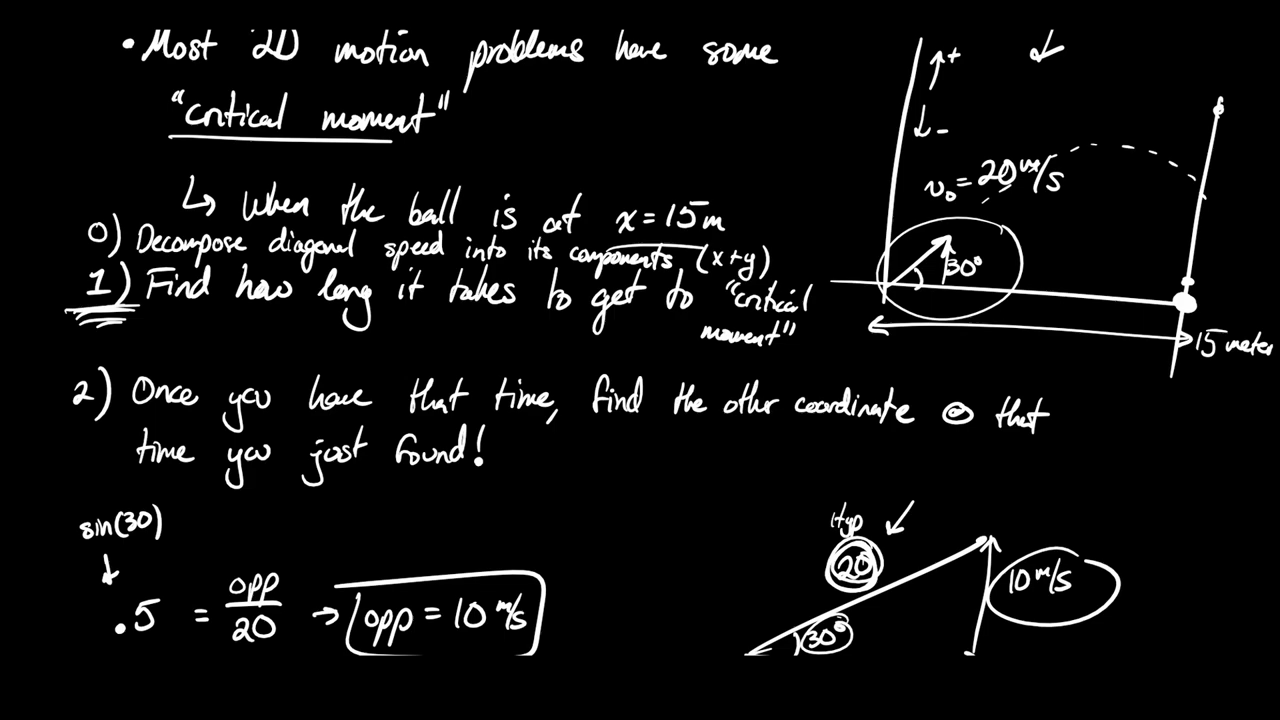 • Most 2D motion problems have some
"critical moment"
↳ When the ball is at x = 15m
0) Decompose diagonal speed into its components (x+y)
1) Find how long it takes to get to "critical
moment"
2) Once you have that time, find the other coordinate @ that
time you just found!
sin(30)
.5 = opp/20 → opp = 10 m/s
↑+
↓-
v₀ = 20 m/s
30°
15 meter
Hyp
20
10 m/s
30°